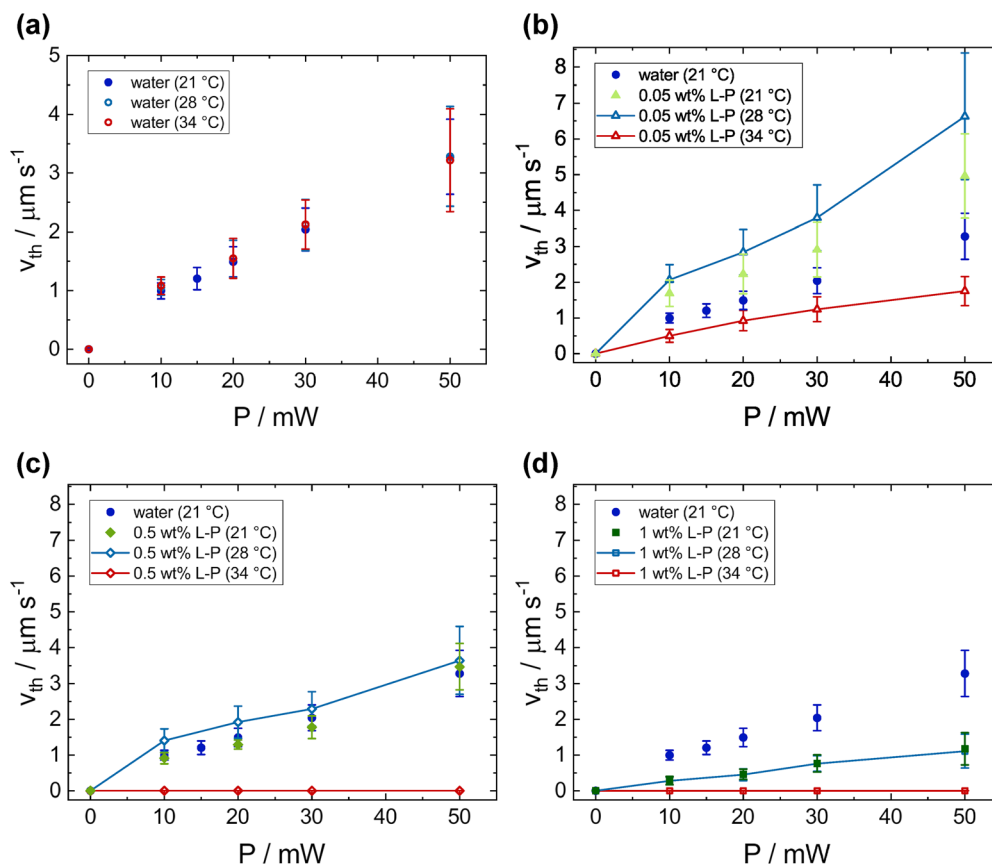 (a)
5
4
3
2
1
0
v_th / μm s⁻¹
water (21 °C)
water (28 °C)
water (34 °C)
0 10 20 30 40 50
P / mW
(b)
8
7
6
5
4
3
2
1
0
v_th / μm s⁻¹
water (21 °C)
0.05 wt% L-P (21 °C)
0.05 wt% L-P (28 °C)
0.05 wt% L-P (34 °C)
0 10 20 30 40 50
P / mW
(c)
8
7
6
5
4
3
2
1
0
v_th / μm s⁻¹
water (21 °C)
0.5 wt% L-P (21 °C)
0.5 wt% L-P (28 °C)
0.5 wt% L-P (34 °C)
0 10 20 30 40 50
P / mW
(d)
8
7
6
5
4
3
2
1
0
v_th / μm s⁻¹
water (21 °C)
1 wt% L-P (21 °C)
1 wt% L-P (28 °C)
1 wt% L-P (34 °C)
0 10 20 30 40 50
P / mW